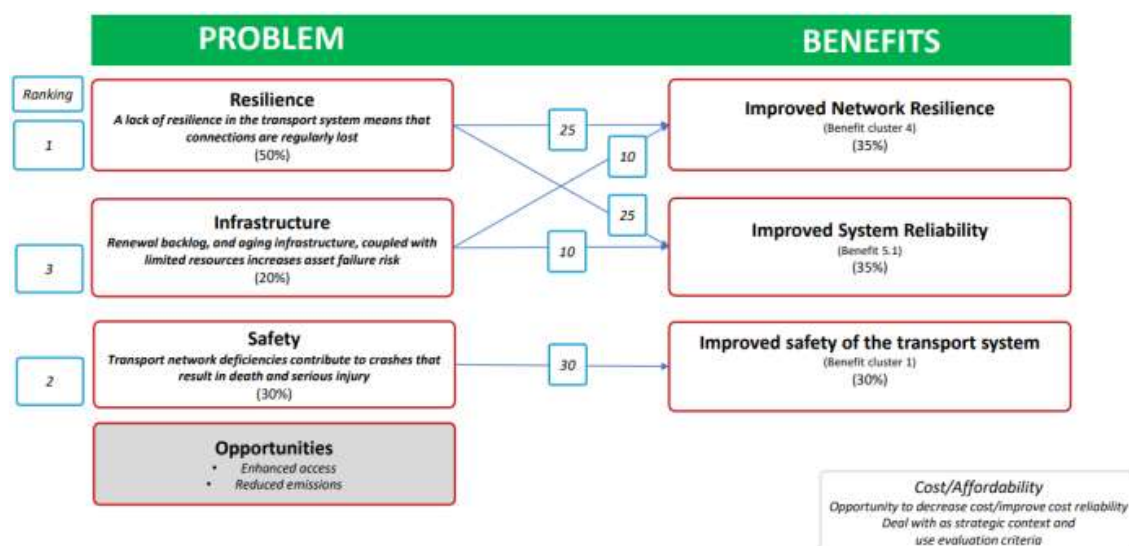 PROBLEM
BENEFITS
Ranking
1
Resilience
A lack of resilience in the transport system means that
connections are regularly lost
(50%)
25
10
Improved Network Resilience
(Benefit cluster 4)
(35%)
3
Infrastructure
Renewal backlog, and aging infrastructure, coupled with
limited resources increases asset failure risk
(20%)
25
10
Improved System Reliability
(Benefit 5.1)
(35%)
2
Safety
Transport network deficiencies contribute to crashes that
result in death and serious injury
(30%)
30
Improved safety of the transport system
(Benefit cluster 1)
(30%)
Opportunities
• Enhanced access
• Reduced emissions
Cost/Affordability
Opportunity to decrease cost/improve cost reliability
Deal with as strategic context and
use evaluation criteria